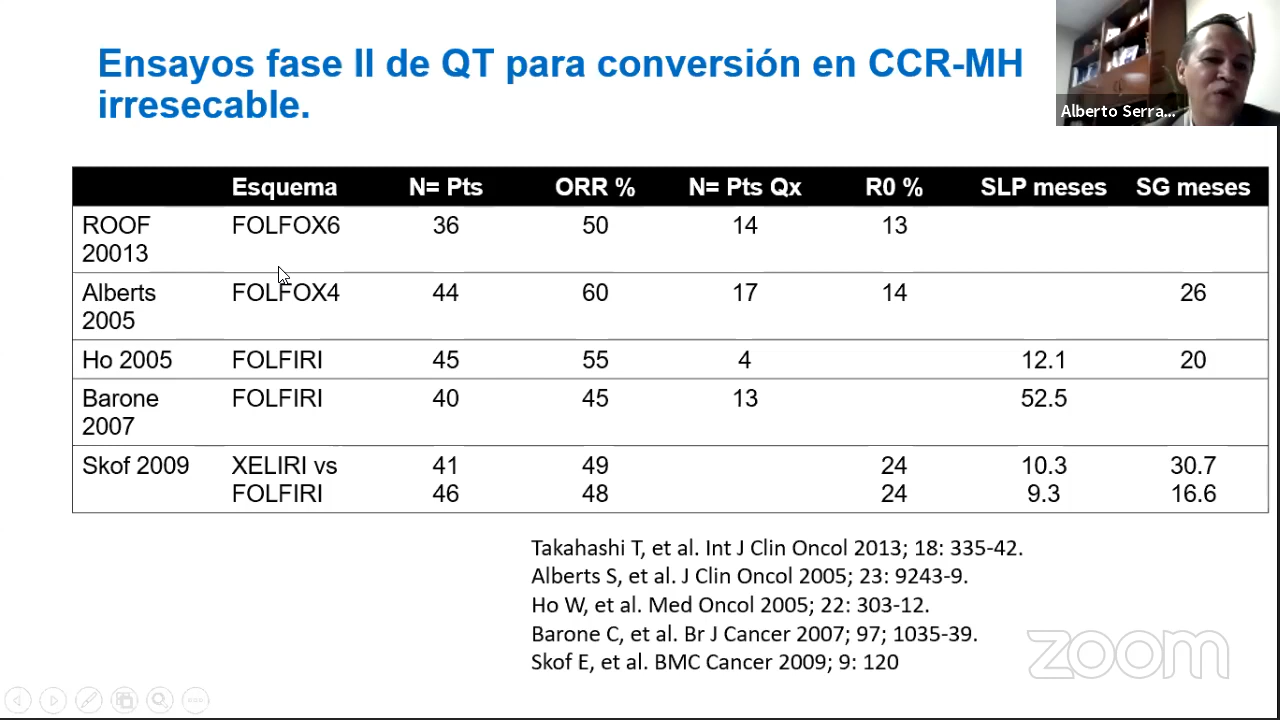 Ensayos fase II de QT para conversión en CCR-MH
irresecable.
Alberto Serra...
Esquema N= Pts ORR % N= Pts Qx R0 % SLP meses SG meses
ROOF FOLFOX6 36 50 14 13
20013
Alberts FOLFOX4 44 60 17 14 26
2005
Ho 2005 FOLFIRI 45 55 4 12.1 20
Barone FOLFIRI 40 45 13 52.5
2007
Skof 2009 XELIRI vs 41 49 24 10.3 30.7
FOLFIRI 46 48 24 9.3 16.6
Takahashi T, et al. Int J Clin Oncol 2013; 18: 335-42.
Alberts S, et al. J Clin Oncol 2005; 23: 9243-9.
Ho W, et al. Med Oncol 2005; 22: 303-12.
Barone C, et al. Br J Cancer 2007; 97; 1035-39.
Skof E, et al. BMC Cancer 2009; 9: 120
zoom